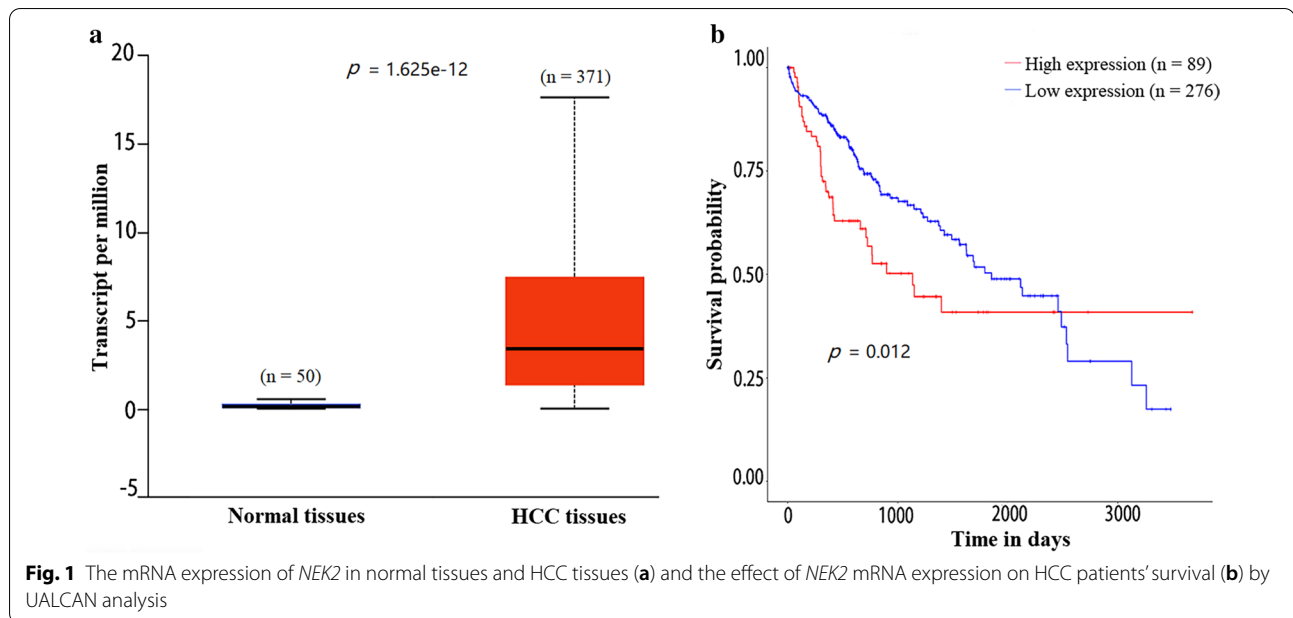 a
20
15
10
5
0
-5
Transcript per million
p = 1.625e-12
(n = 371)
(n = 50)
Normal tissues
HCC tissues
b
1.00
0.75
0.50
0.25
0.00
Survival probability
High expression (n = 89)
Low expression (n = 276)
p = 0.012
0
1000
2000
3000
Time in days
Fig. 1 The mRNA expression of NEK2 in normal tissues and HCC tissues (a) and the effect of NEK2 mRNA expression on HCC patients' survival (b) by
UALCAN analysis